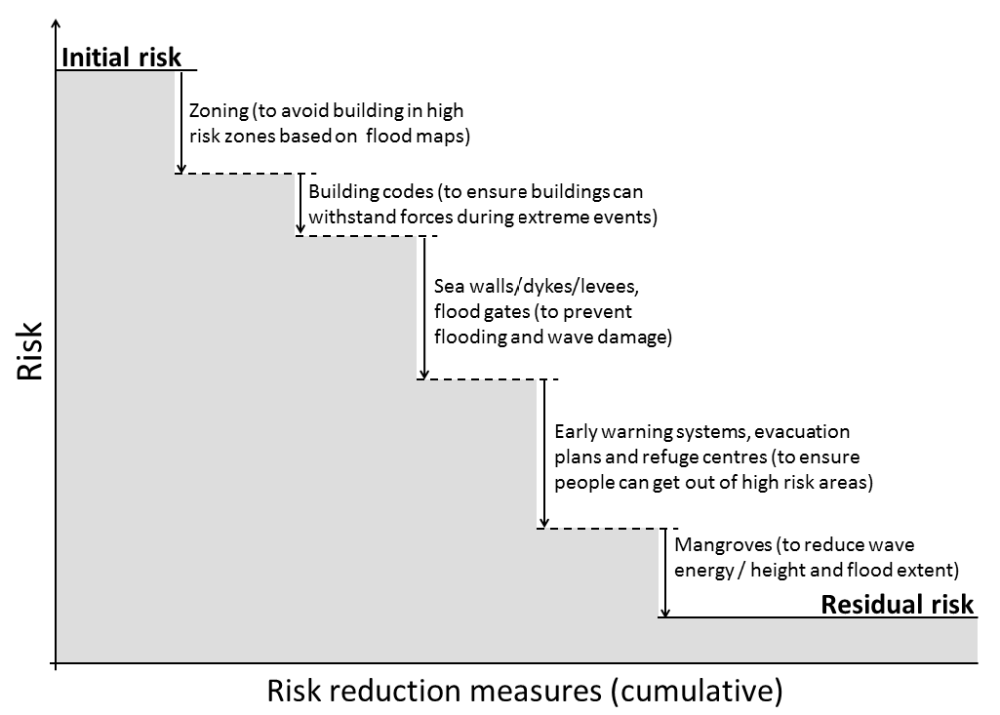 Initial risk
Zoning (to avoid building in high
risk zones based on flood maps)
Building codes (to ensure buildings can
withstand forces during extreme events)
Sea walls/dykes/levees,
flood gates (to prevent
flooding and wave damage)
Early warning systems, evacuation
plans and refuge centres (to ensure
people can get out of high risk areas)
Mangroves (to reduce wave
energy / height and flood extent)
Residual risk
Risk
Risk reduction measures (cumulative)